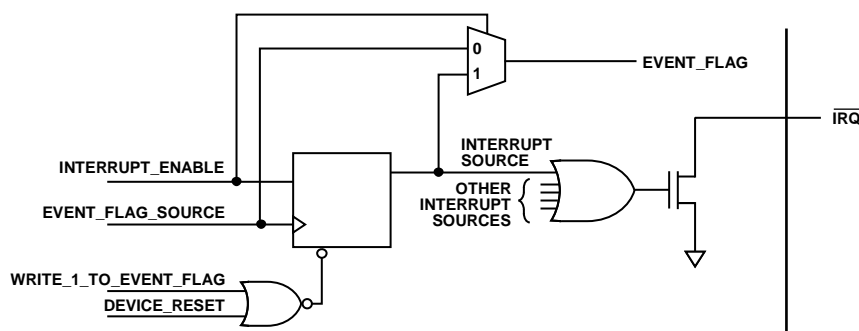 0
EVENT_FLAG
1
IRQ
INTERRUPT
SOURCE
INTERRUPT_ENABLE
OTHER
INTERRUPT
SOURCES
EVENT_FLAG_SOURCE
WRITE_1_TO_EVENT_FLAG
DEVICE_RESET